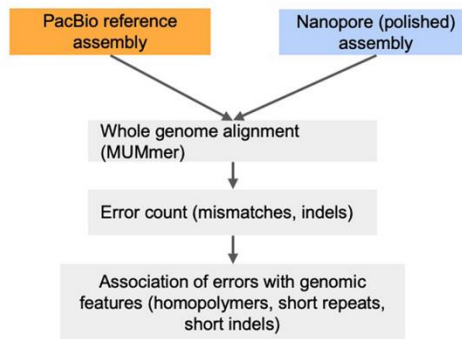 PacBio reference
assembly
Nanopore (polished)
assembly
Whole genome alignment
(MUMmer)
Error count (mismatches, indels)
Association of errors with genomic
features (homopolymers, short repeats,
short indels)